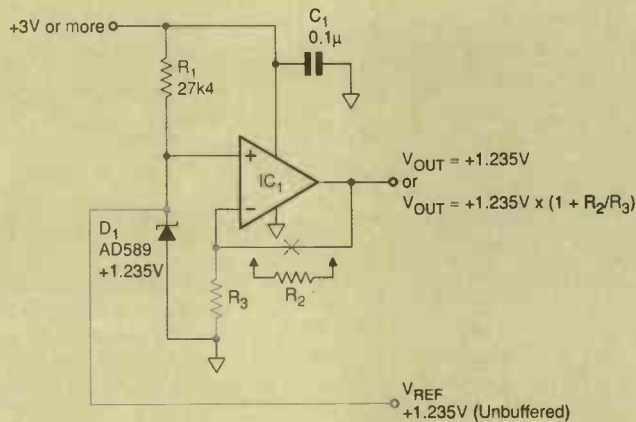 +3V or more
C1
0.1µ
R1
27k4
+
IC1
−
VOUT = +1.235V
or
VOUT = +1.235V x (1 + R2/R3)
D1
AD589
+1.235V
R3
R2
VREF
+1.235V (Unbuffered)